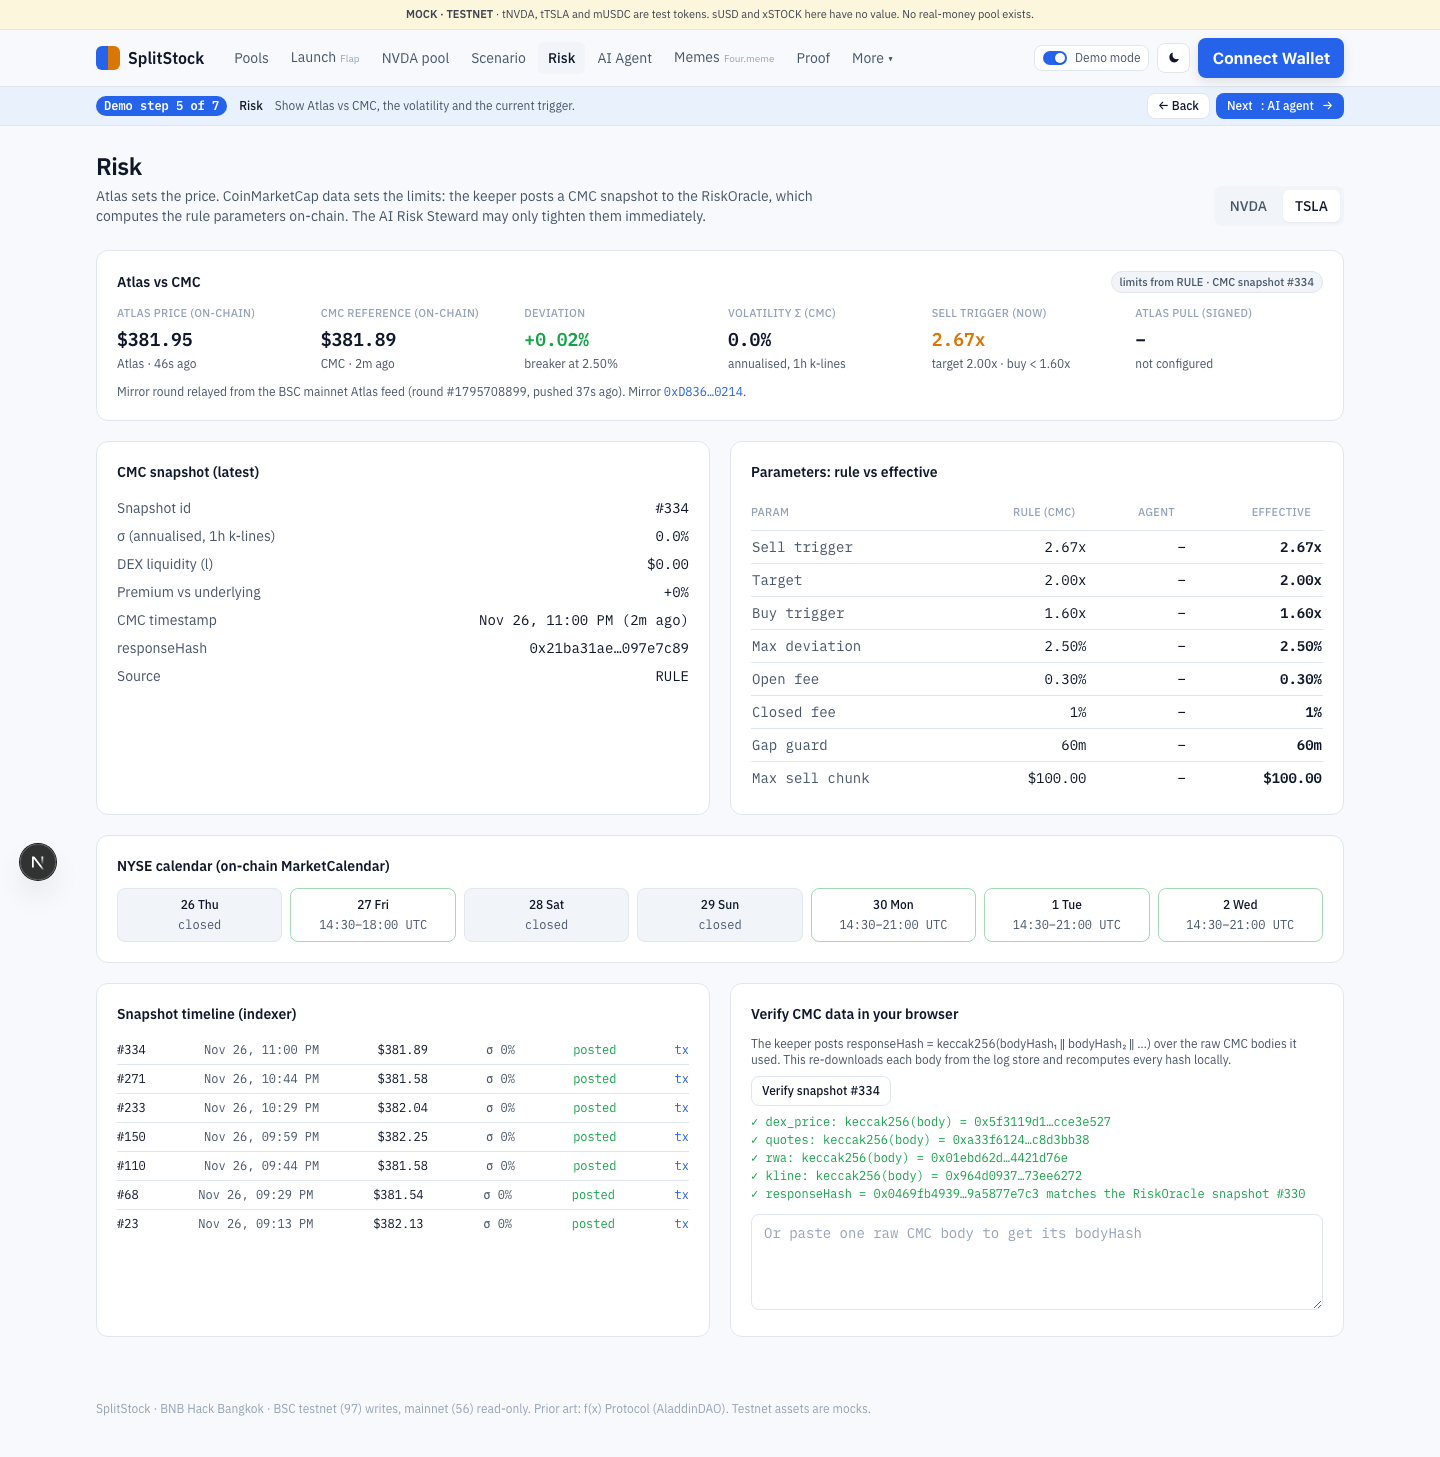 MOCK · TESTNET · tNVDA, tTSLA and mUSDC are test tokens. sUSD and xSTOCK here have no value. No real-money pool exists.
SplitStock Pools Launch Flap NVDA pool Scenario Risk AI Agent Memes Four.meme Proof More ▾ Demo mode Connect Wallet
Demo step 5 of 7 Risk Show Atlas vs CMC, the volatility and the current trigger. ← Back Next : AI agent →
Risk
Atlas sets the price. CoinMarketCap data sets the limits: the keeper posts a CMC snapshot to the RiskOracle, which
computes the rule parameters on-chain. The AI Risk Steward may only tighten them immediately.
NVDA TSLA
Atlas vs CMC limits from RULE · CMC snapshot #334
ATLAS PRICE (ON-CHAIN) CMC REFERENCE (ON-CHAIN) DEVIATION VOLATILITY Σ (CMC) SELL TRIGGER (NOW) ATLAS PULL (SIGNED)
$381.95 $381.89 +0.02% 0.0% 2.67x –
Atlas · 46s ago CMC · 2m ago breaker at 2.50% annualised, 1h k-lines target 2.00x · buy < 1.60x not configured
Mirror round relayed from the BSC mainnet Atlas feed (round #1795708899, pushed 37s ago). Mirror 0xD836…0214.
CMC snapshot (latest)
Snapshot id #334
σ (annualised, 1h k-lines) 0.0%
DEX liquidity (l) $0.00
Premium vs underlying +0%
CMC timestamp Nov 26, 11:00 PM (2m ago)
responseHash 0x21ba31ae…097e7c89
Source RULE
Parameters: rule vs effective
PARAM RULE (CMC) AGENT EFFECTIVE
Sell trigger 2.67x – 2.67x
Target 2.00x – 2.00x
Buy trigger 1.60x – 1.60x
Max deviation 2.50% – 2.50%
Open fee 0.30% – 0.30%
Closed fee 1% – 1%
Gap guard 60m – 60m
Max sell chunk $100.00 – $100.00
N
NYSE calendar (on-chain MarketCalendar)
26 Thu 27 Fri 28 Sat 29 Sun 30 Mon 1 Tue 2 Wed
closed 14:30–18:00 UTC closed closed 14:30–21:00 UTC 14:30–21:00 UTC 14:30–21:00 UTC
Snapshot timeline (indexer)
#334 Nov 26, 11:00 PM $381.89 σ 0% posted tx
#271 Nov 26, 10:44 PM $381.58 σ 0% posted tx
#233 Nov 26, 10:29 PM $382.04 σ 0% posted tx
#150 Nov 26, 09:59 PM $382.25 σ 0% posted tx
#110 Nov 26, 09:44 PM $381.58 σ 0% posted tx
#68 Nov 26, 09:29 PM $381.54 σ 0% posted tx
#23 Nov 26, 09:13 PM $382.13 σ 0% posted tx
Verify CMC data in your browser
The keeper posts responseHash = keccak256(bodyHash₁ ‖ bodyHash₂ ‖ …) over the raw CMC bodies it
used. This re-downloads each body from the log store and recomputes every hash locally.
Verify snapshot #334
✓ dex_price: keccak256(body) = 0x5f3119d1…cce3e527
✓ quotes: keccak256(body) = 0xa33f6124…c8d3bb38
✓ rwa: keccak256(body) = 0x01ebd62d…4421d76e
✓ kline: keccak256(body) = 0x964d0937…73ee6272
✓ responseHash = 0x0469fb4939…9a5877e7c3 matches the RiskOracle snapshot #330
Or paste one raw CMC body to get its bodyHash
SplitStock · BNB Hack Bangkok · BSC testnet (97) writes, mainnet (56) read-only. Prior art: f(x) Protocol (AladdinDAO). Testnet assets are mocks.